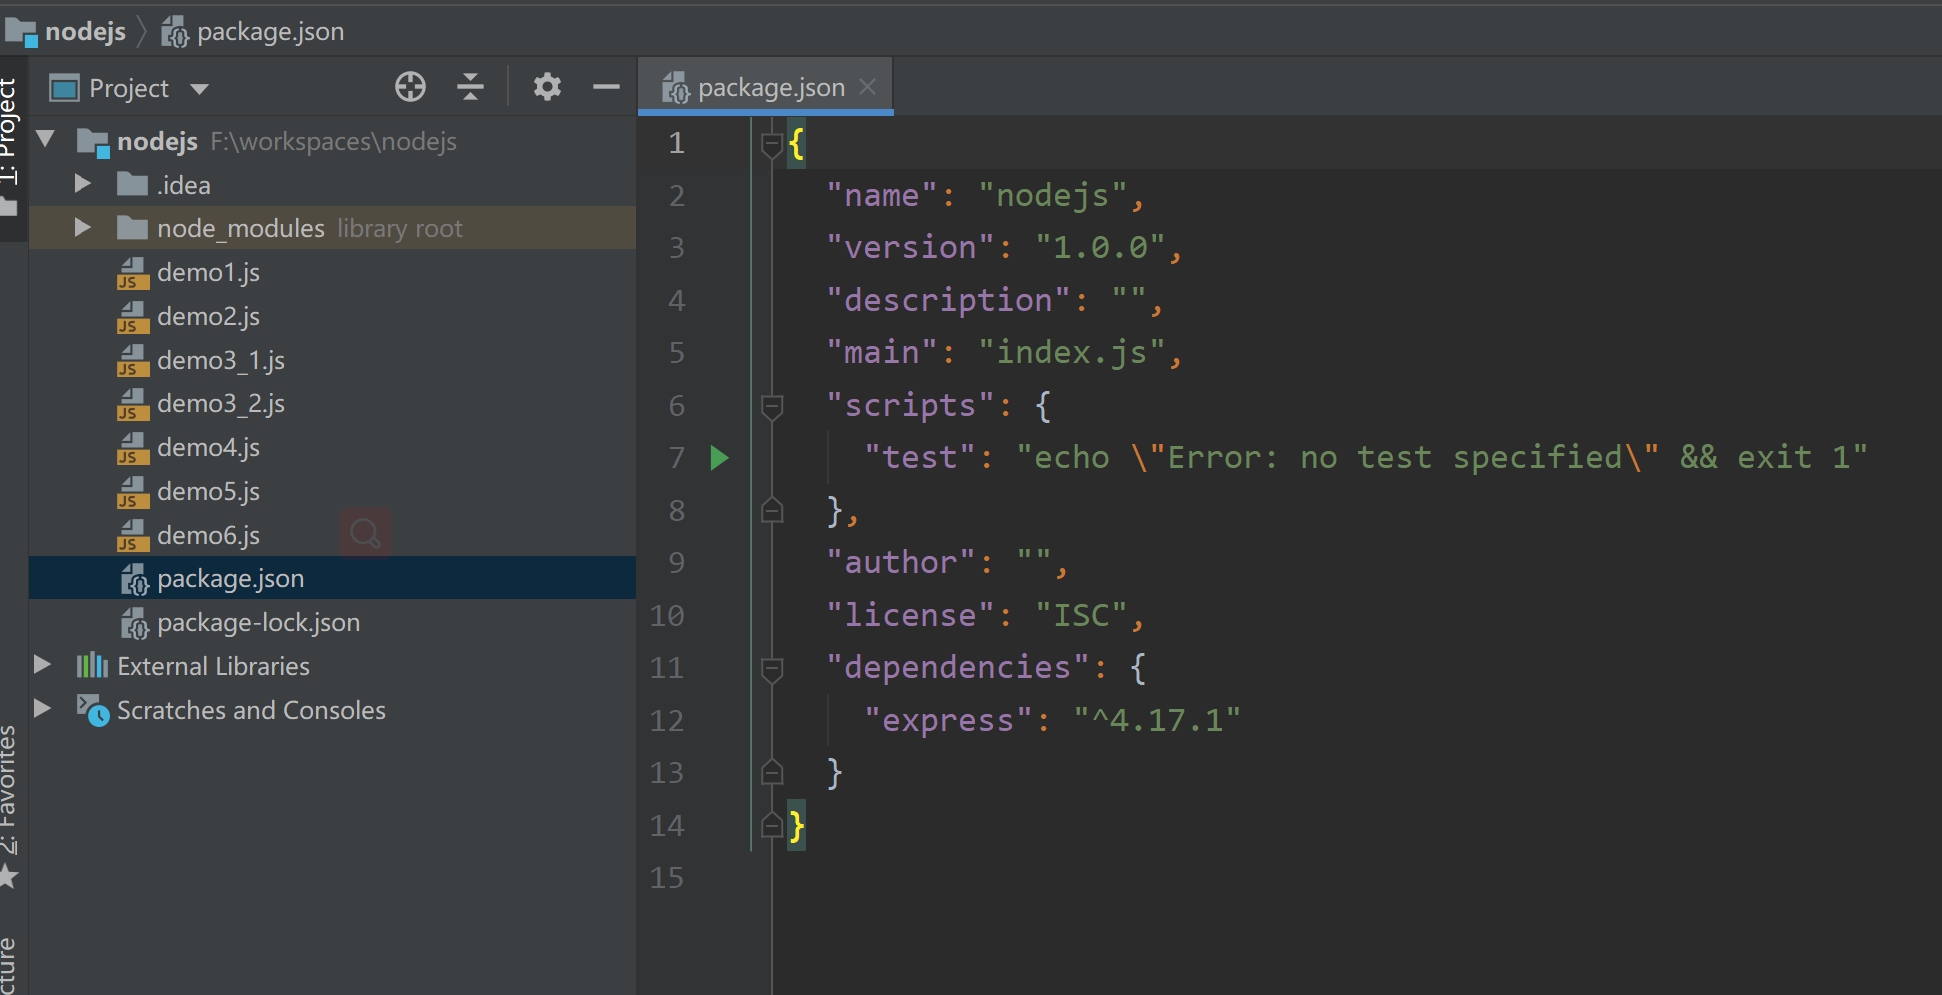 nodejs package.json
1: Project
Project
nodejs F:\workspaces\nodejs
.idea
node_modules library root
demo1.js
demo2.js
demo3_1.js
demo3_2.js
demo4.js
demo5.js
demo6.js
package.json
package-lock.json
External Libraries
Scratches and Consoles
2: Favorites
cture
package.json
1 {
2 "name": "nodejs",
3 "version": "1.0.0",
4 "description": "",
5 "main": "index.js",
6 "scripts": {
7 "test": "echo \"Error: no test specified\" && exit 1"
8 },
9 "author": "",
10 "license": "ISC",
11 "dependencies": {
12 "express": "^4.17.1"
13 }
14 }
15